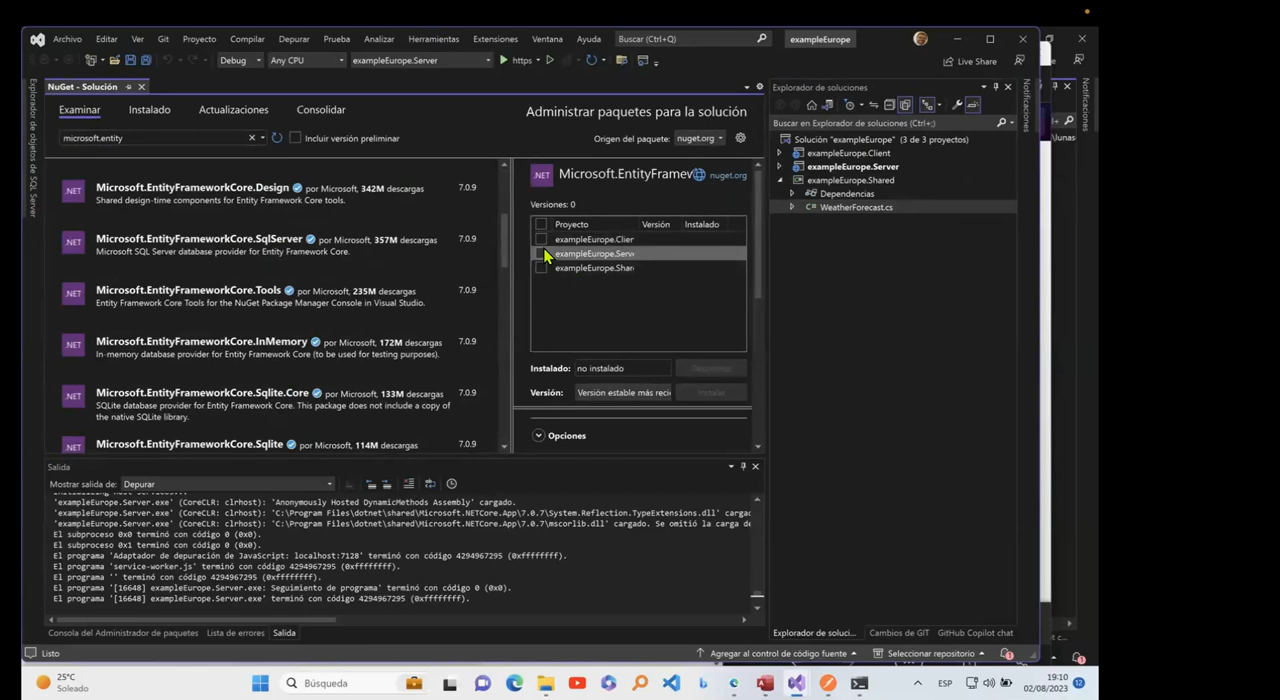 Archivo Editar Ver Git Proyecto Compilar Depurar Prueba Analizar Herramientas Extensiones Ventana Ayuda Buscar (Ctrl+Q) exampleEurope
Debug Any CPU exampleEurope.Server https Live Share
Explorador de objetos de SQL Server
NuGet - Solución
Examinar Instalado Actualizaciones Consolidar
Administrar paquetes para la solución
microsoft.entity
Incluir versión preliminar
Origen del paquete: nuget.org
Microsoft.EntityFrameworkCore.Design por Microsoft, 342M descargas 7.0.9
Shared design-time components for Entity Framework Core tools.
Microsoft.EntityFrameworkCore.SqlServer por Microsoft, 357M descargas 7.0.9
Microsoft SQL Server database provider for Entity Framework Core.
Microsoft.EntityFrameworkCore.Tools por Microsoft, 235M descargas 7.0.9
Entity Framework Core Tools for the NuGet Package Manager Console in Visual Studio.
Microsoft.EntityFrameworkCore.InMemory por Microsoft, 172M descargas 7.0.9
In-memory database provider for Entity Framework Core (to be used for testing purposes).
Microsoft.EntityFrameworkCore.Sqlite.Core por Microsoft, 133M descargas 7.0.9
SQLite database provider for Entity Framework Core. This package does not include a copy of
the native SQLite library.
Microsoft.EntityFrameworkCore.Sqlite por Microsoft, 114M descargas 7.0.9
.NET
.NET
.NET
.NET
.NET
.NET
.NET Microsoft.EntityFramew nuget.org
Versiones: 0
Proyecto Versión Instalado
exampleEurope.Clier
exampleEurope.Serv
exampleEurope.Shar
Instalado: no instalado Desinstalar
Versión: Versión estable más reci Instalar
Opciones
Explorador de soluciones
Buscar en Explorador de soluciones (Ctrl+;)
Solución "exampleEurope" (3 de 3 proyectos)
exampleEurope.Client
exampleEurope.Server
exampleEurope.Shared
Dependencias
C# WeatherForecast.cs
Notificaciones
Notificaciones
\lunas
Salida
Mostrar salida de: Depurar
'exampleEurope.Server.exe' (CoreCLR: clrhost): 'Anonymously Hosted DynamicMethods Assembly' cargado.
'exampleEurope.Server.exe' (CoreCLR: clrhost): 'C:\Program Files\dotnet\shared\Microsoft.NETCore.App\7.0.7\System.Reflection.TypeExtensions.dll' cargad
'exampleEurope.Server.exe' (CoreCLR: clrhost): 'C:\Program Files\dotnet\shared\Microsoft.NETCore.App\7.0.7\mscorlib.dll' cargado. Se omitió la carga de
El subproceso 0x0 terminó con código 0 (0x0).
El subproceso 0x1 terminó con código 0 (0x0).
El programa 'Adaptador de depuración de JavaScript: localhost:7128' terminó con código 4294967295 (0xffffffff).
El programa 'service-worker.js' terminó con código 4294967295 (0xffffffff).
El programa '' terminó con código 4294967295 (0xffffffff).
El programa '[16648] exampleEurope.Server.exe: Seguimiento de programa' terminó con código 0 (0x0).
El programa '[16648] exampleEurope.Server.exe' terminó con código 4294967295 (0xffffffff).
Consola del Administrador de paquetes Lista de errores Salida
Explorador de soluci... Cambios de GIT GitHub Copilot chat
Listo Agregar al control de código fuente Seleccionar repositorio
25°C
Soleado
Búsqueda
ESP
19:10
02/08/2023
12